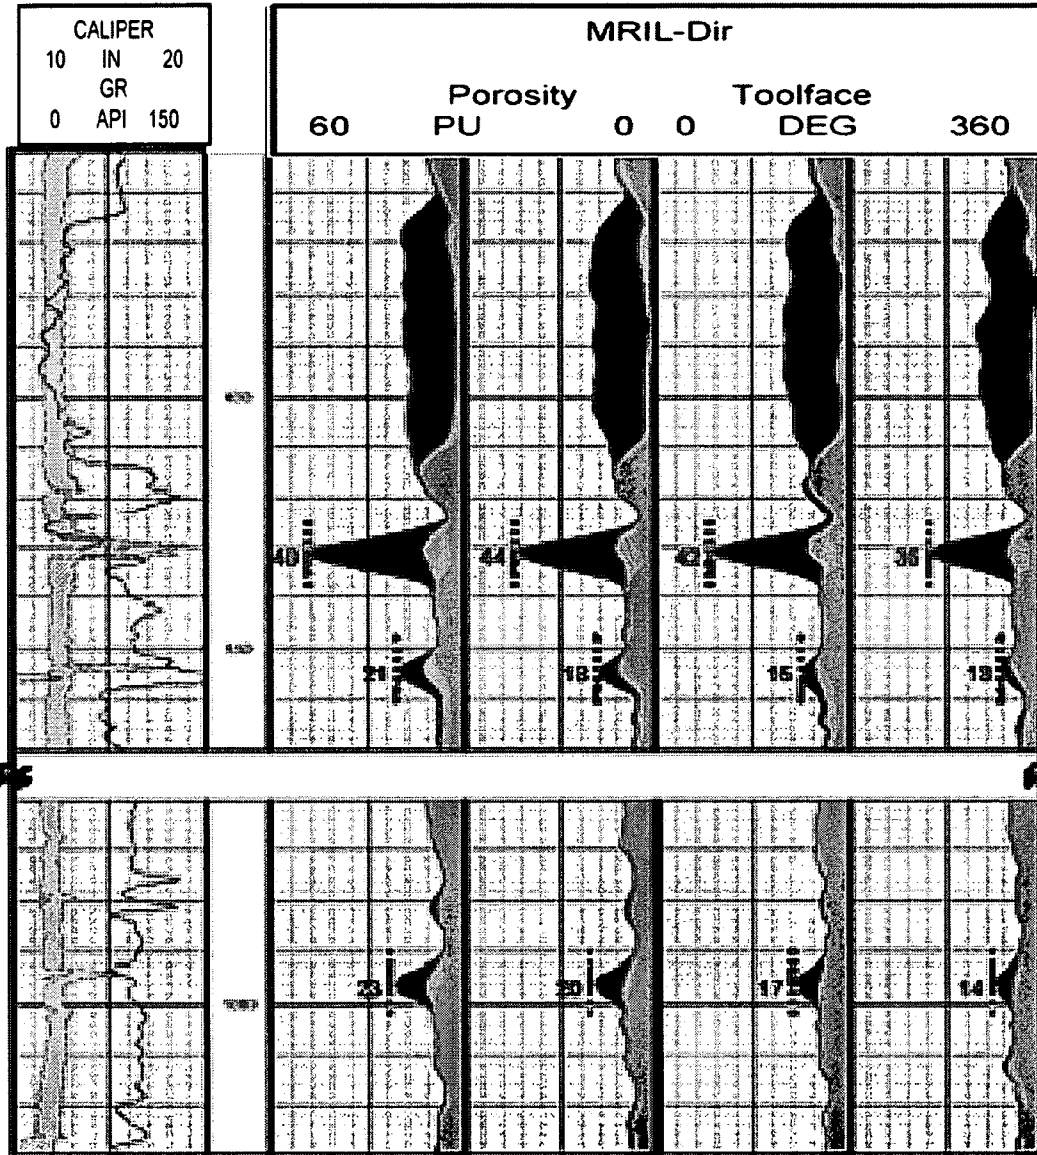 CALIPER
10 IN 20
GR
0 API 150
MRIL-Dir
Porosity Toolface
60 PU 0 0 DEG 360
40 44 42
21 18 15 13
23 20 17 14